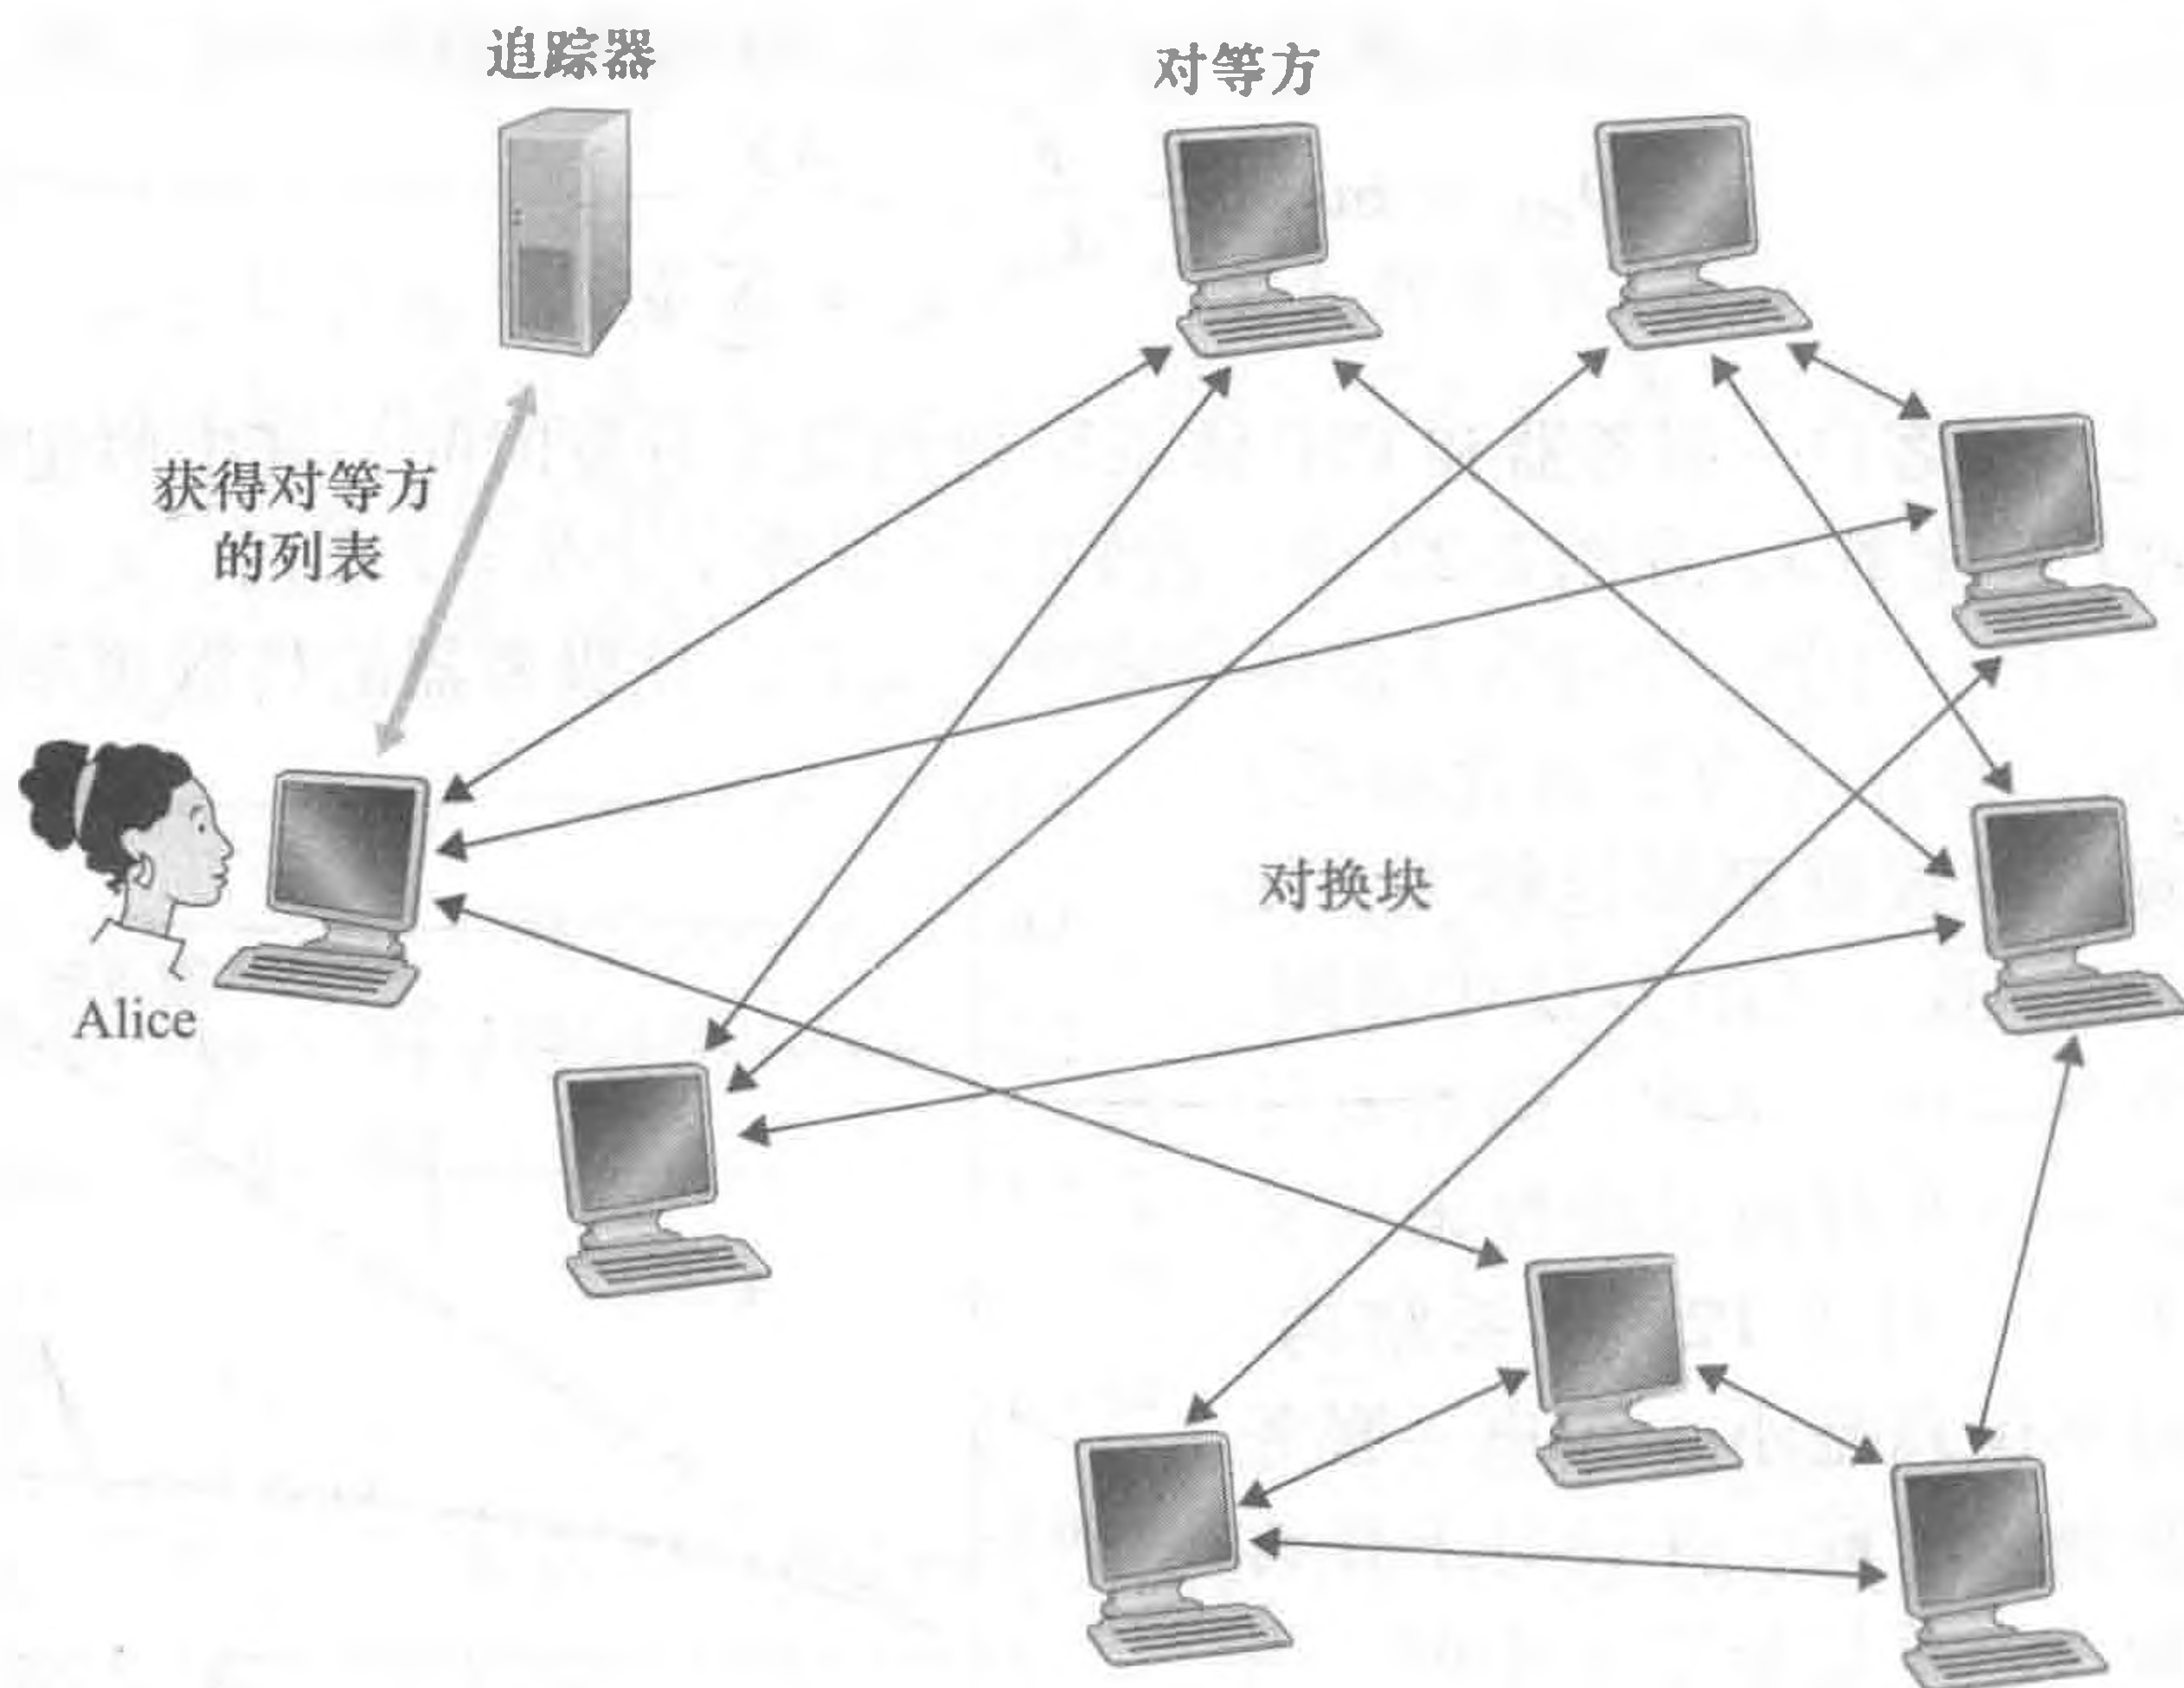 追踪器
对等方
获得对等方
的列表
对换块
Alice